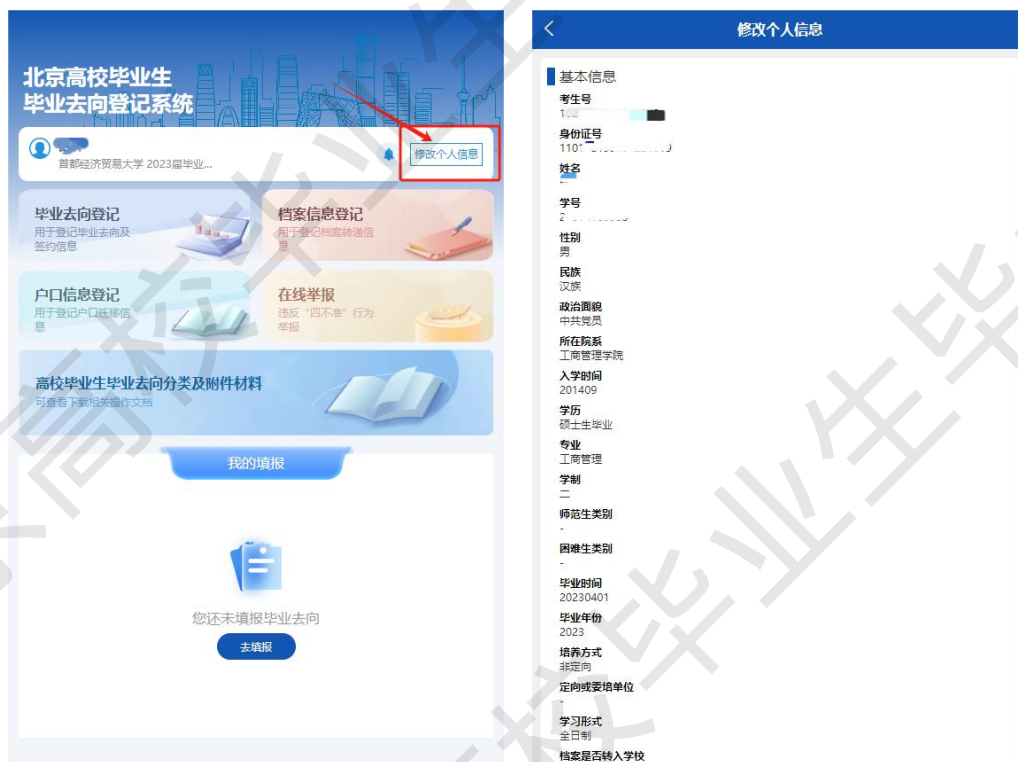 北京高校毕业生
毕业去向登记系统
首都经济贸易大学 2023届毕业...
修改个人信息
毕业去向登记
用于登记毕业去向及
签约信息
档案信息登记
用于登记档案转递信
息
户口信息登记
用于登记户口迁移信
息
在线举报
违反“四不准”行为
举报
高校毕业生毕业去向分类及附件材料
可查看下载相关操作文档
我的填报
您还未填报毕业去向
去填报
修改个人信息
基本信息
考生号
身份证号
姓名
学号
性别
男
民族
汉族
政治面貌
中共党员
所在院系
工商管理学院
入学时间
201409
学历
硕士生毕业
专业
工商管理
学制
二
师范生类别
-
困难生类别
-
毕业时间
20230401
毕业年份
2023
培养方式
非定向
定向或委培单位
-
学习形式
全日制
档案是否转入学校